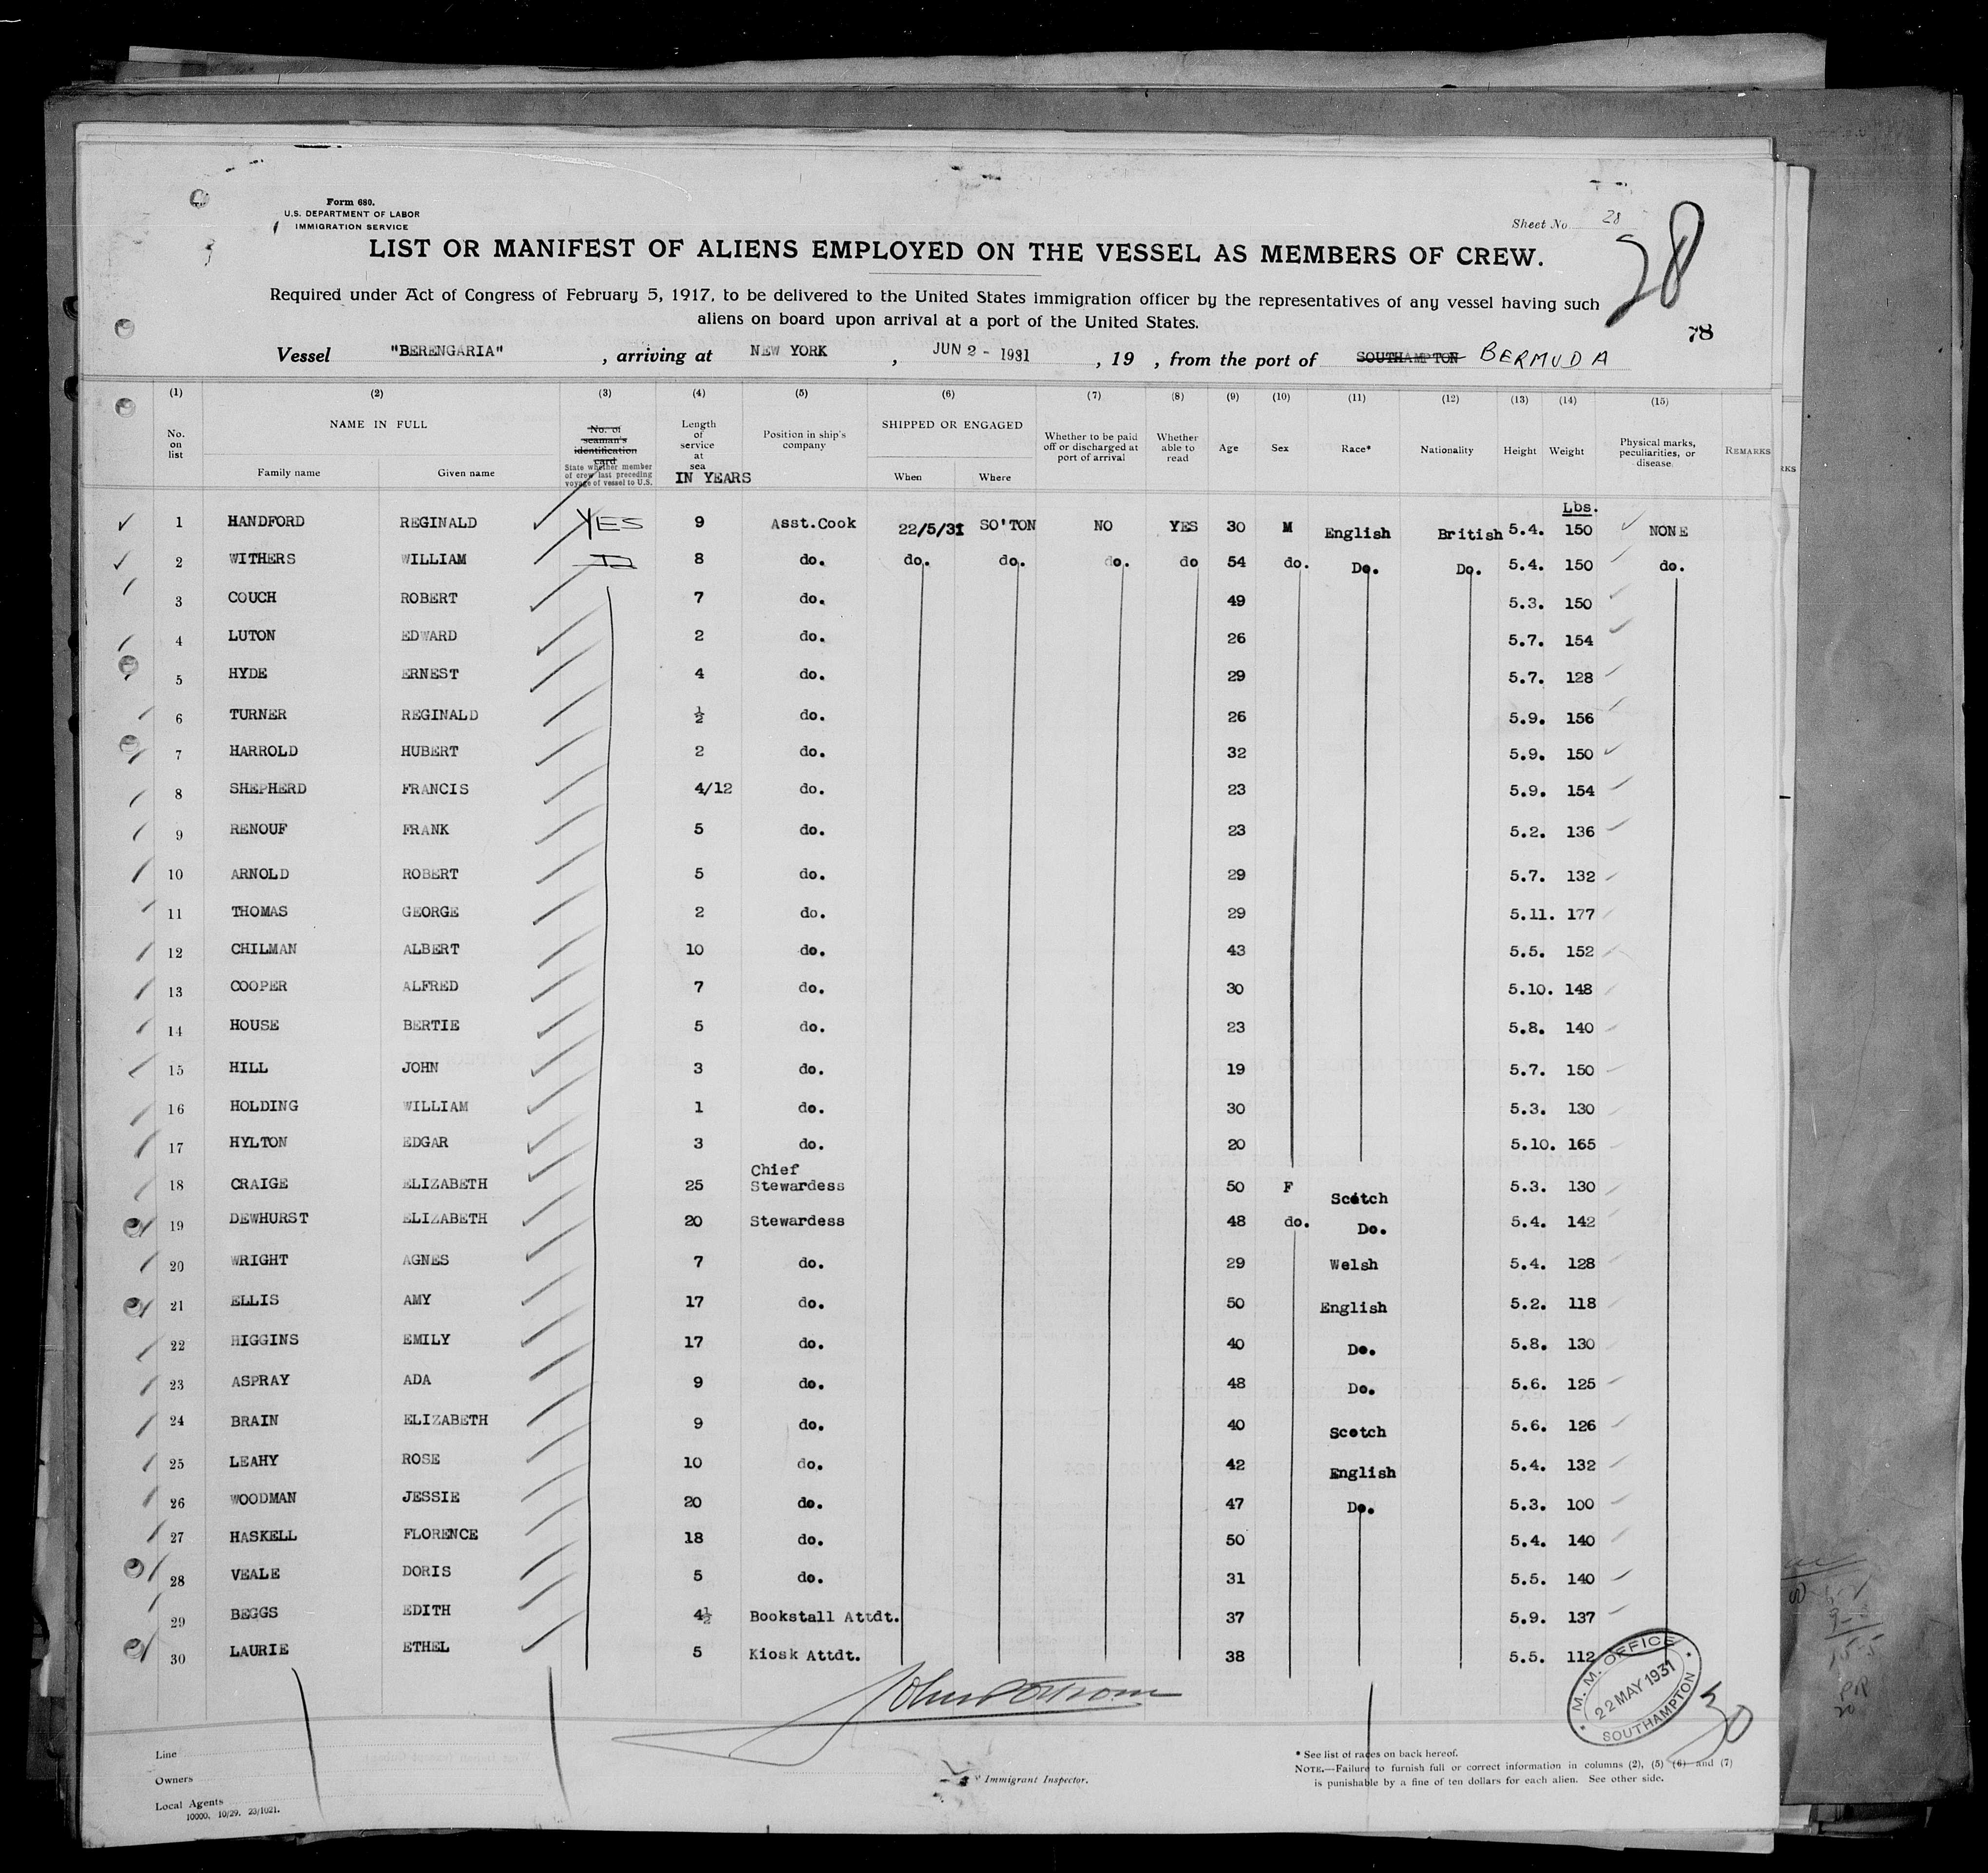 Form 680.
U.S. DEPARTMENT OF LABOR
IMMIGRATION SERVICE
Sheet No. 28
28
LIST OR MANIFEST OF ALIENS EMPLOYED ON THE VESSEL AS MEMBERS OF CREW.
Required under Act of Congress of February 5, 1917, to be delivered to the United States immigration officer by the representatives of any vessel having such
aliens on board upon arrival at a port of the United States.
78
Vessel "BERENGARIA", arriving at NEW YORK, JUN 2 - 1931, 19 , from the port of SOUTHAMPTON BERMUDA
(1) (2) (3) (4) (5) (6) (7) (8) (9) (10) (11) (12) (13) (14) (15)
No. on list NAME IN FULL Family name Given name No. of seaman's identification card State whether member of crew last preceding voyage of vessel to U.S. Length of service at sea IN YEARS Position in ship's company SHIPPED OR ENGAGED When Where Whether to be paid off or discharged at port of arrival Whether able to read Age Sex Race* Nationality Height Weight Physical marks, peculiarities, or disease. REMARKS
Lbs.
1 HANDFORD REGINALD YES 9 Asst.Cook 22/5/31 SO'TON NO YES 30 M English British 5.4. 150 NONE
2 WITHERS WILLIAM 8 do. do. do. do. do 54 do. Do. Do. 5.4. 150 do.
3 COUCH ROBERT 7 do. 49 5.3. 150
4 LUTON EDWARD 2 do. 26 5.7. 154
5 HYDE ERNEST 4 do. 29 5.7. 128
6 TURNER REGINALD ½ do. 26 5.9. 156
7 HARROLD HUBERT 2 do. 32 5.9. 150
8 SHEPHERD FRANCIS 4/12 do. 23 5.9. 154
9 RENOUF FRANK 5 do. 23 5.2. 136
10 ARNOLD ROBERT 5 do. 29 5.7. 132
11 THOMAS GEORGE 2 do. 29 5.11. 177
12 CHILMAN ALBERT 10 do. 43 5.5. 152
13 COOPER ALFRED 7 do. 30 5.10. 148
14 HOUSE BERTIE 5 do. 23 5.8. 140
15 HILL JOHN 3 do. 19 5.7. 150
16 HOLDING WILLIAM 1 do. 30 5.3. 130
17 HYLTON EDGAR 3 do. 20 5.10. 165
18 CRAIGE ELIZABETH 25 Chief Stewardess 50 F Scotch 5.3. 130
19 DEWHURST ELIZABETH 20 Stewardess 48 do. Do. 5.4. 142
20 WRIGHT AGNES 7 do. 29 Welsh 5.4. 128
21 ELLIS AMY 17 do. 50 English 5.2. 118
22 HIGGINS EMILY 17 do. 40 Do. 5.8. 130
23 ASPRAY ADA 9 do. 48 Do. 5.6. 125
24 BRAIN ELIZABETH 9 do. 40 Scotch 5.6. 126
25 LEAHY ROSE 10 do. 42 English 5.4. 132
26 WOODMAN JESSIE 20 do. 47 Do. 5.3. 100
27 HASKELL FLORENCE 18 do. 50 5.4. 140
28 VEALE DORIS 5 do. 31 5.5. 140
29 BEGGS EDITH 4½ Bookstall Attdt. 37 5.9. 137
30 LAURIE ETHEL 5 Kiosk Attdt. 38 5.5. 112
M. M. OFFICE
22 MAY 1931
SOUTHAMPTON
30
Line
Owners
Local Agents
10000. 10/29. 23/1021.
Immigrant Inspector.
* See list of races on back hereof.
NOTE.—Failure to furnish full or correct information in columns (2), (5) (6) and (7)
is punishable by a fine of ten dollars for each alien. See other side.